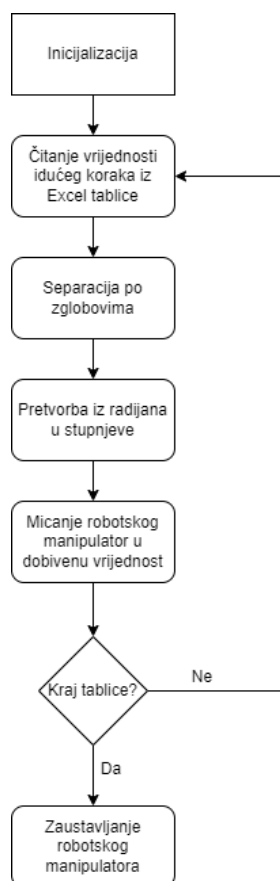 Inicijalizacija
Čitanje vrijednosti
idućeg koraka iz
Excel tablice
Separacija po
zglobovima
Pretvorba iz radijana
u stupnjeve
Micanje robotskog
manipulator u
dobivenu vrijednost
Kraj tablice?
Ne
Da
Zaustavljanje
robotskog
manipulatora